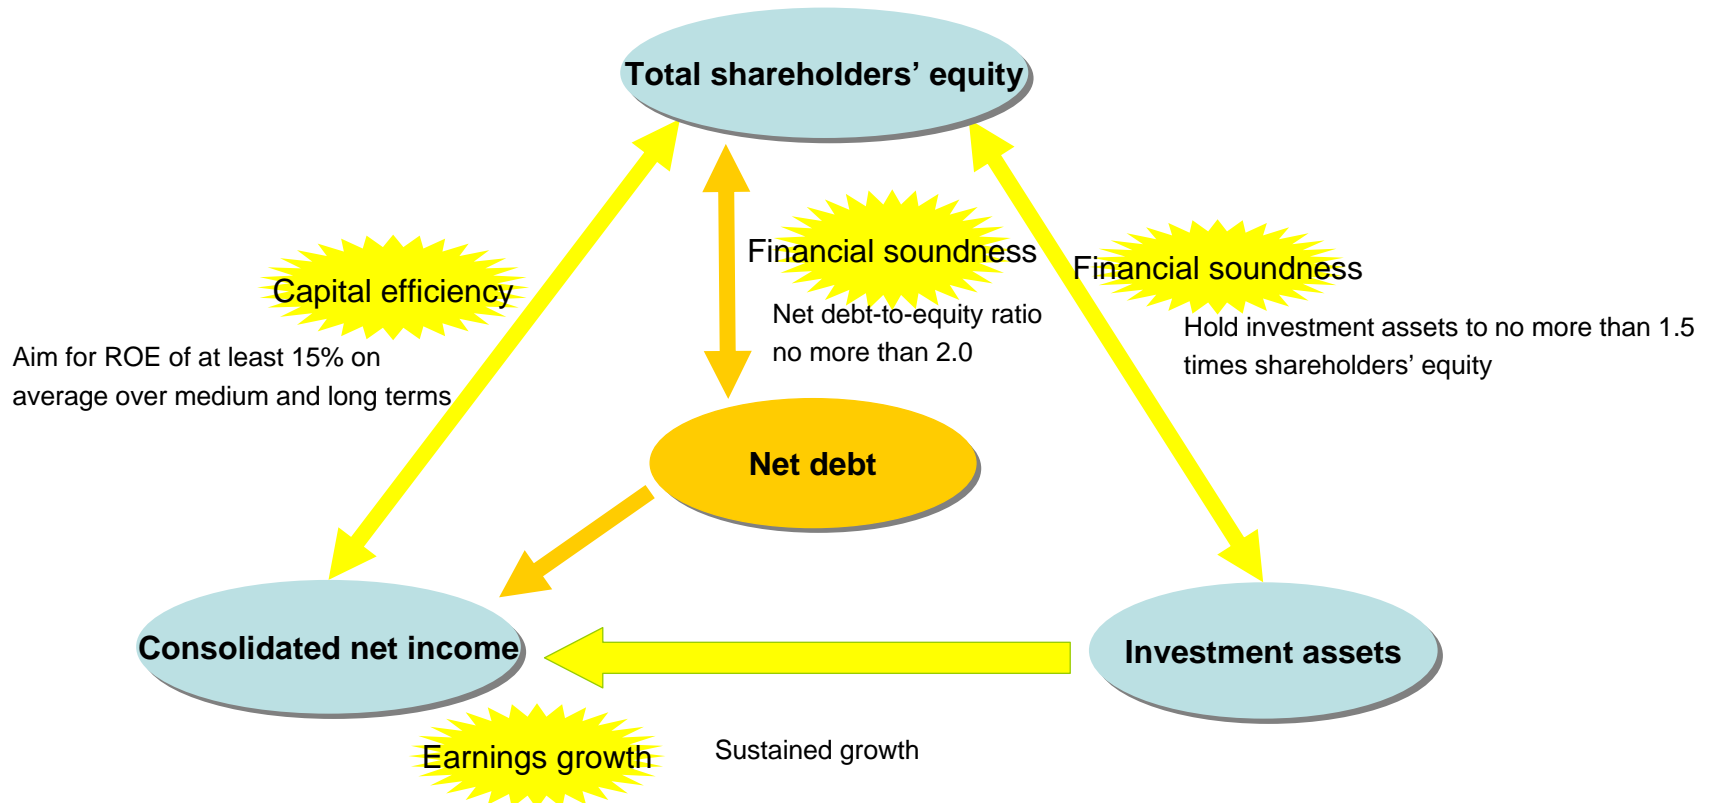 Total shareholders’ equity
Financial soundness
Financial soundness
Capital efficiency
Net debt-to-equity ratio
no more than 2.0
Hold investment assets to no more than 1.5
times shareholders’ equity
Aim for ROE of at least 15% on
average over medium and long terms
Net debt
Consolidated net income
Investment assets
Earnings growth
Sustained growth